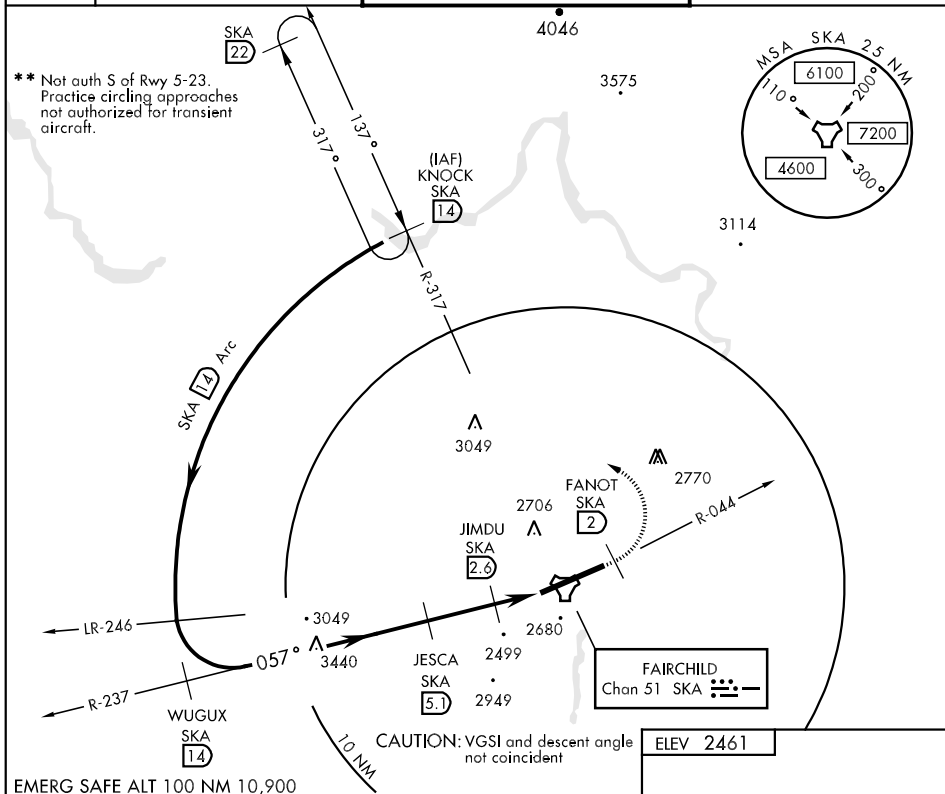 4046
SKA
22
** Not auth S of Rwy 5-23.
Practice circling approaches
not authorized for transient
aircraft.
3575
MSA SKA 25 NM
6100
110°
200°
7200
4600
300°
317°
137°
(IAF)
KNOCK
SKA
14
3114
R-317
SKA 14 Arc
3049
2770
FANOT
SKA
2
2706
R-044
JIMDU
SKA
2.6
LR-246
3049
057°
3440
2680
2499
JESCA
SKA
5.1
2949
R-237
WUGUX
SKA
14
FAIRCHILD
Chan 51 SKA
10 NM
CAUTION: VGSI and descent angle
not coincident
ELEV 2461
EMERG SAFE ALT 100 NM 10,900